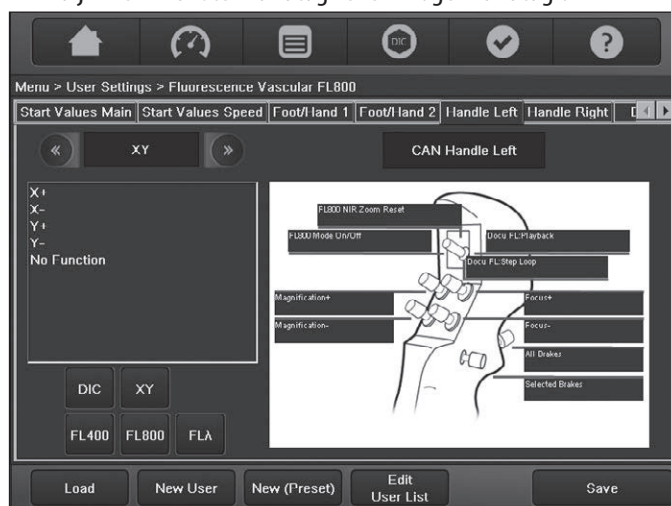 DIC
?
Menu > User Settings > Fluorescence Vascular FL800
Start Values Main
Start Values Speed
Foot/Hand 1
Foot/Hand 2
Handle Left
Handle Right
«
XY
»
CAN Handle Left
X+
X-
Y+
Y-
No Function
FL800 NIR Zoom Reset
FL800 Mode On/Off
Docu FL:Playback
Docu FL:Step Loop
Magnification+
Magnification-
Focus+
Focus-
All Brakes
Selected Brakes
DIC
XY
FL400
FL800
FLλ
Load
New User
New (Preset)
Edit
User List
Save